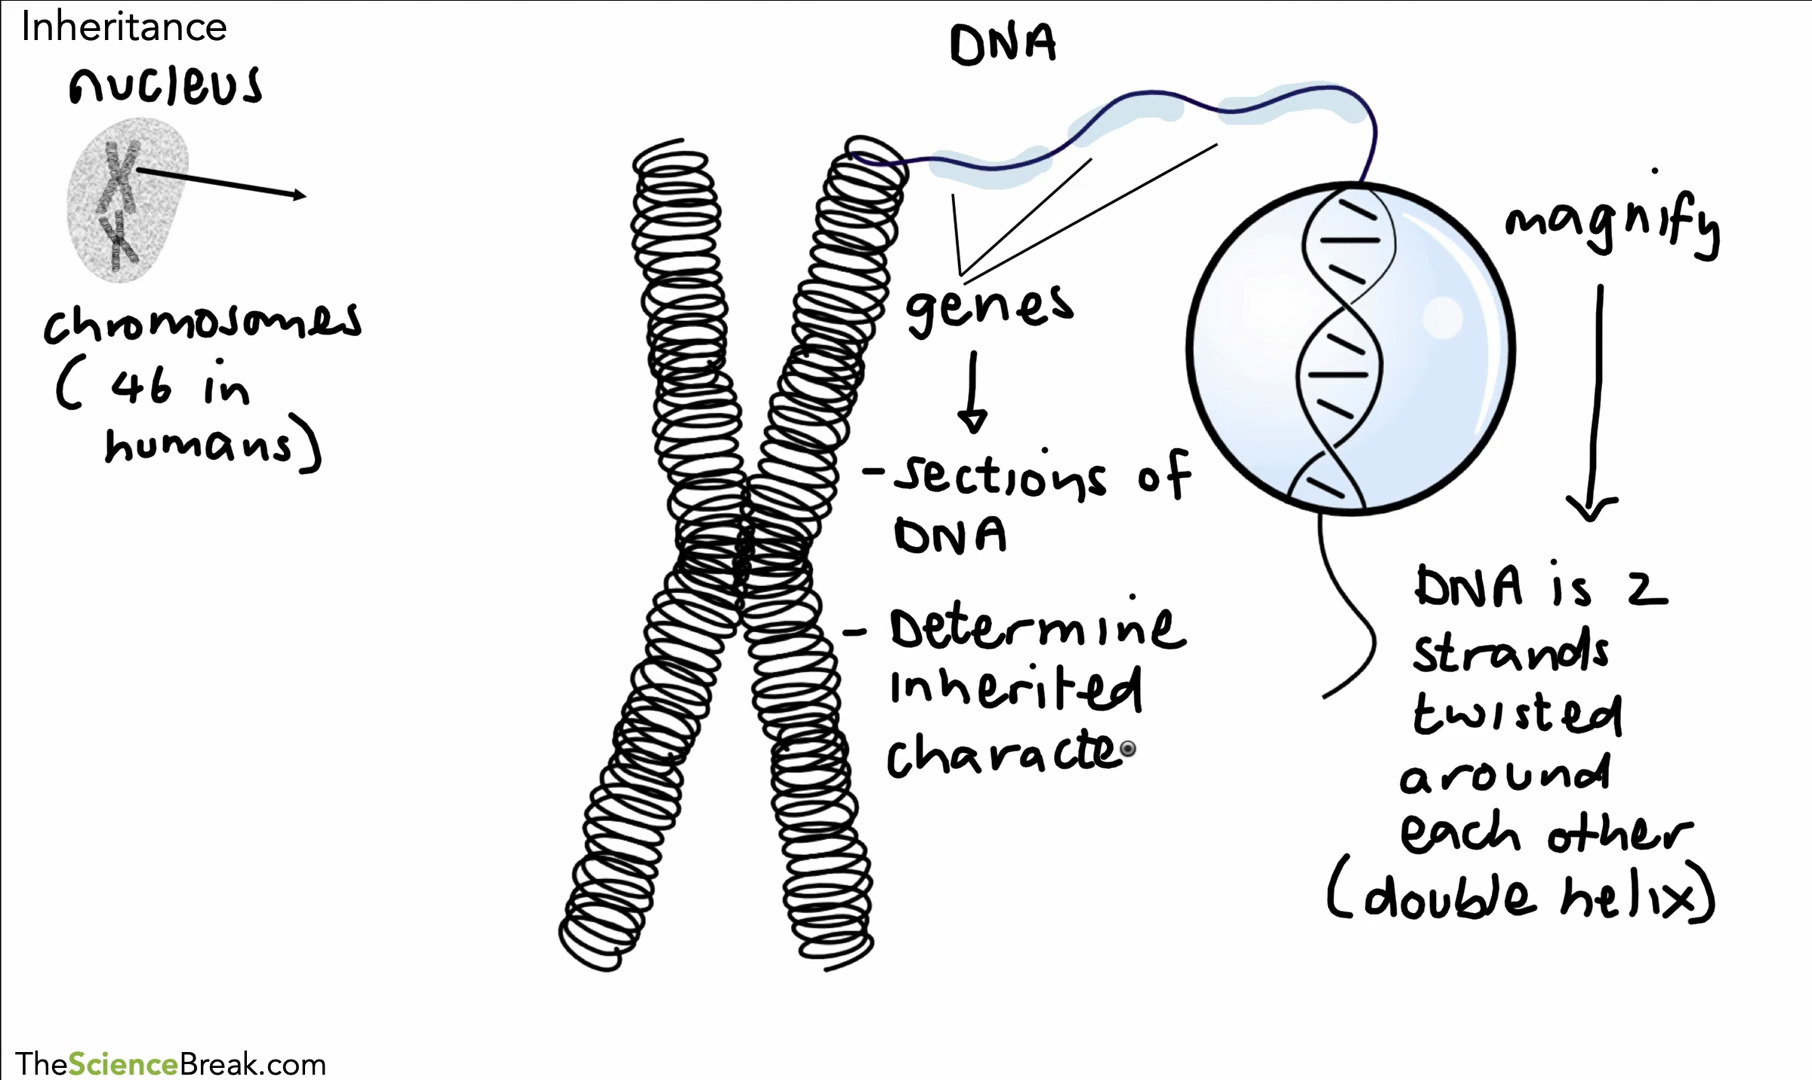 Inheritance
nucleus
chromosomes
(46 in
humans)
DNA
genes
-sections of
DNA
- Determine
inherited
characte
magnify
DNA is 2
strands
twisted
around
each other
(double helix)
TheScienceBreak.com